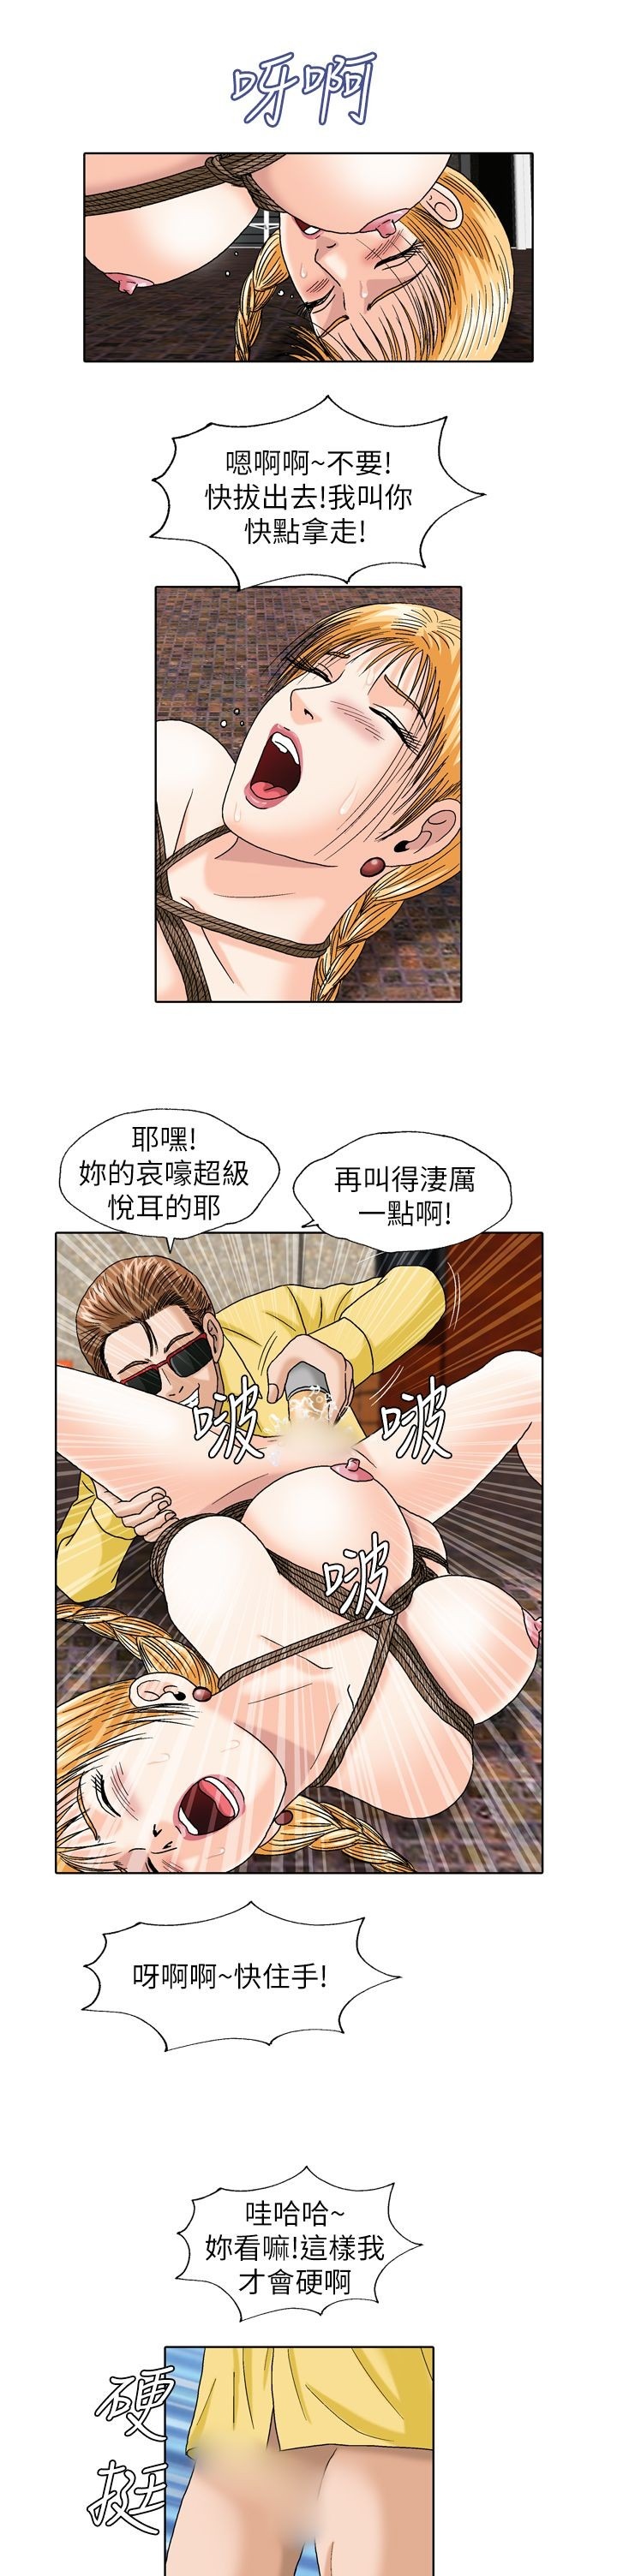 呀啊
嗯啊啊~不要!
快拔出去!我叫你
快點拿走!
耶嘿!
妳的哀嚎超級
悅耳的耶
再叫得淒厲
一點啊!
啵
啵
啵
呀啊啊~快住手!
哇哈哈~
妳看嘛!這樣我
才會硬啊
硬
挺